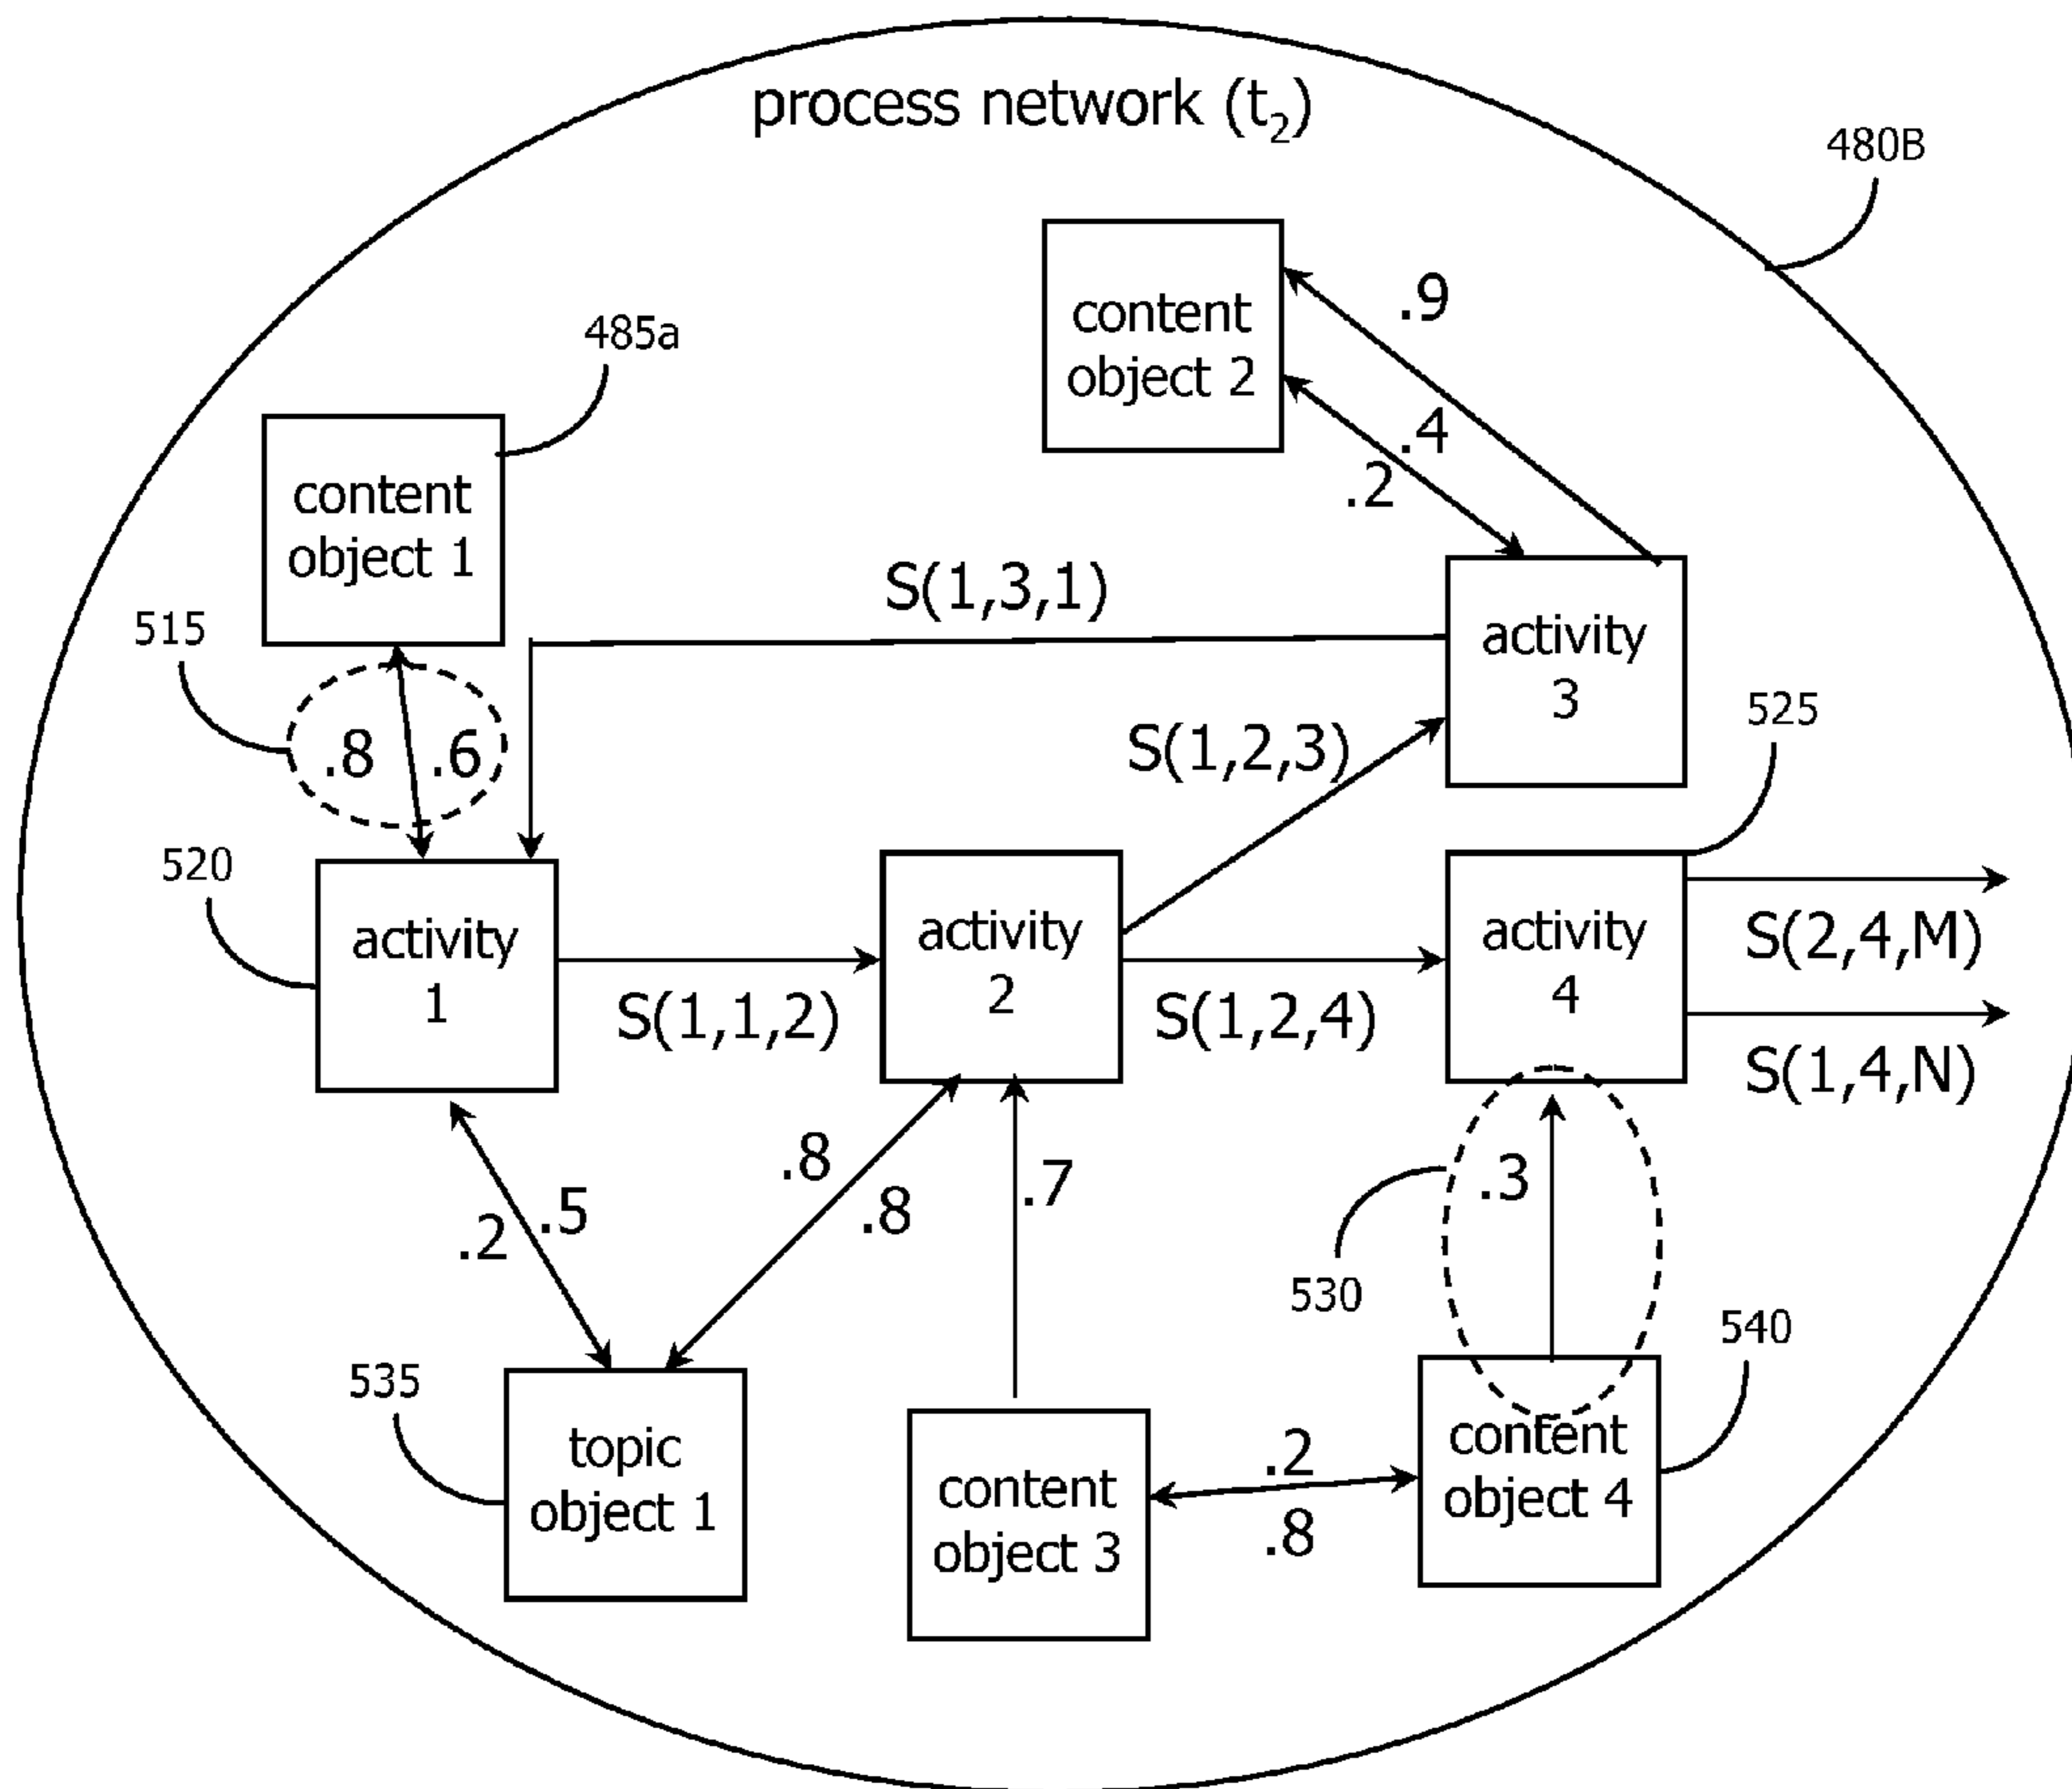 process network (t2)
480B
content
object 2
.9
.4
.2
485a
content
object 1
515
.8
.6
S(1,3,1)
activity
3
S(1,2,3)
525
520
activity
1
S(1,1,2)
activity
2
S(1,2,4)
activity
4
S(2,4,M)
S(1,4,N)
.2
.5
.8
.8
.7
.3
530
540
535
topic
object 1
content
object 3
.2
.8
content
object 4